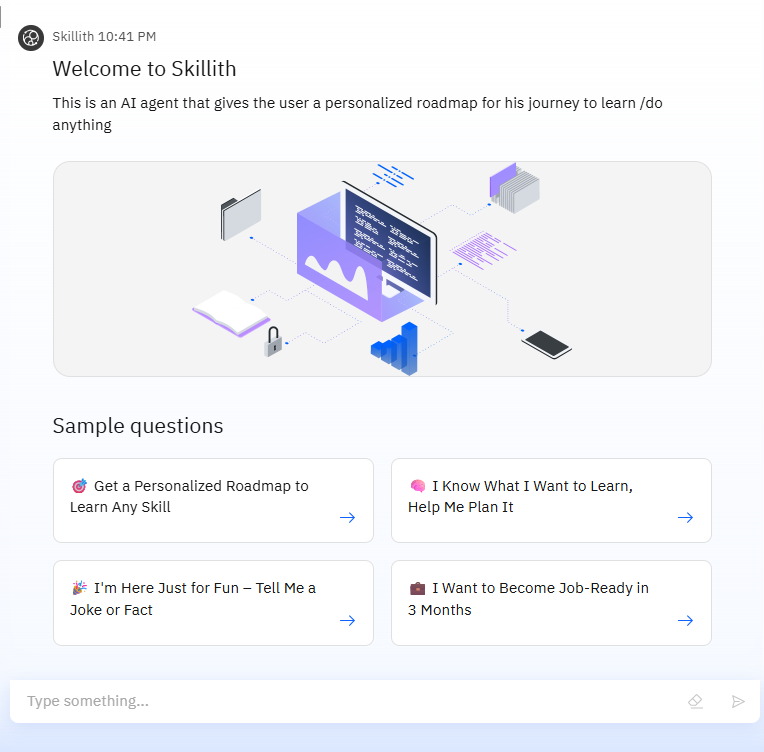 Skillith 10:41 PM
Welcome to Skillith
This is an AI agent that gives the user a personalized roadmap for his journey to learn /do
anything
Sample questions
🎯 Get a Personalized Roadmap to
Learn Any Skill
🧠 I Know What I Want to Learn,
Help Me Plan It
🎉 I'm Here Just for Fun – Tell Me a
Joke or Fact
💼 I Want to Become Job-Ready in
3 Months
Type something...